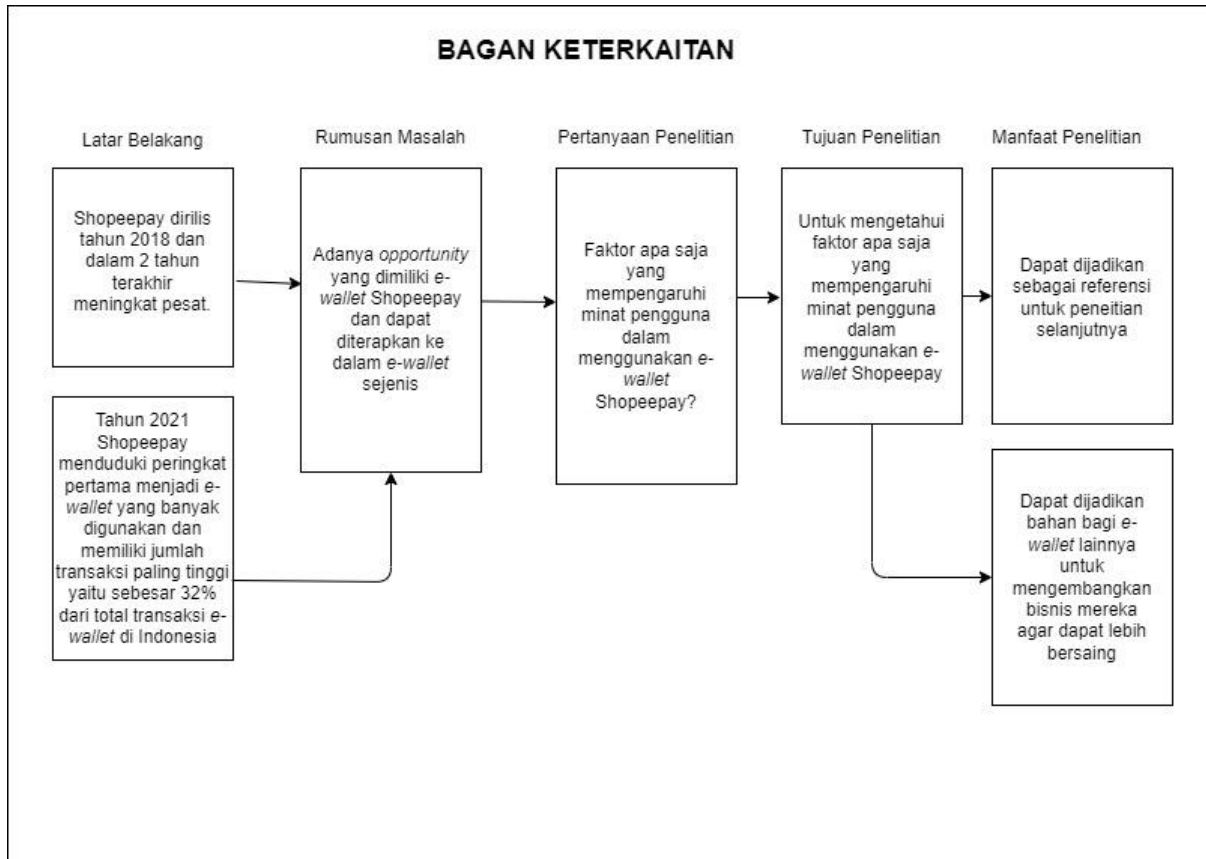 BAGAN KETERKAITAN
Latar Belakang
Shopeepay dirilis
tahun 2018 dan
dalam 2 tahun
terakhir
meningkat pesat.
Tahun 2021
Shopeepay
menduduki peringkat
pertama menjadi e-
wallet yang banyak
digunakan dan
memiliki jumlah
transaksi paling tinggi
yaitu sebesar 32%
dari total transaksi e-
wallet di Indonesia
Rumusan Masalah
Adanya opportunity
yang dimiliki e-
wallet Shopeepay
dan dapat
diterapkan ke
dalam e-wallet
sejenis
Pertanyaan Penelitian
Faktor apa saja
yang
mempengaruhi
minat pengguna
dalam
menggunakan e-
wallet
Shopeepay?
Tujuan Penelitian
Untuk mengetahui
faktor apa saja
yang
mempengaruhi
minat pengguna
dalam
menggunakan e-
wallet Shopeepay
Manfaat Penelitian
Dapat dijadikan
sebagai referensi
untuk peneitian
selanjutnya
Dapat dijadikan
bahan bagi e-
wallet lainnya
untuk
mengembangkan
bisnis mereka
agar dapat lebih
bersaing